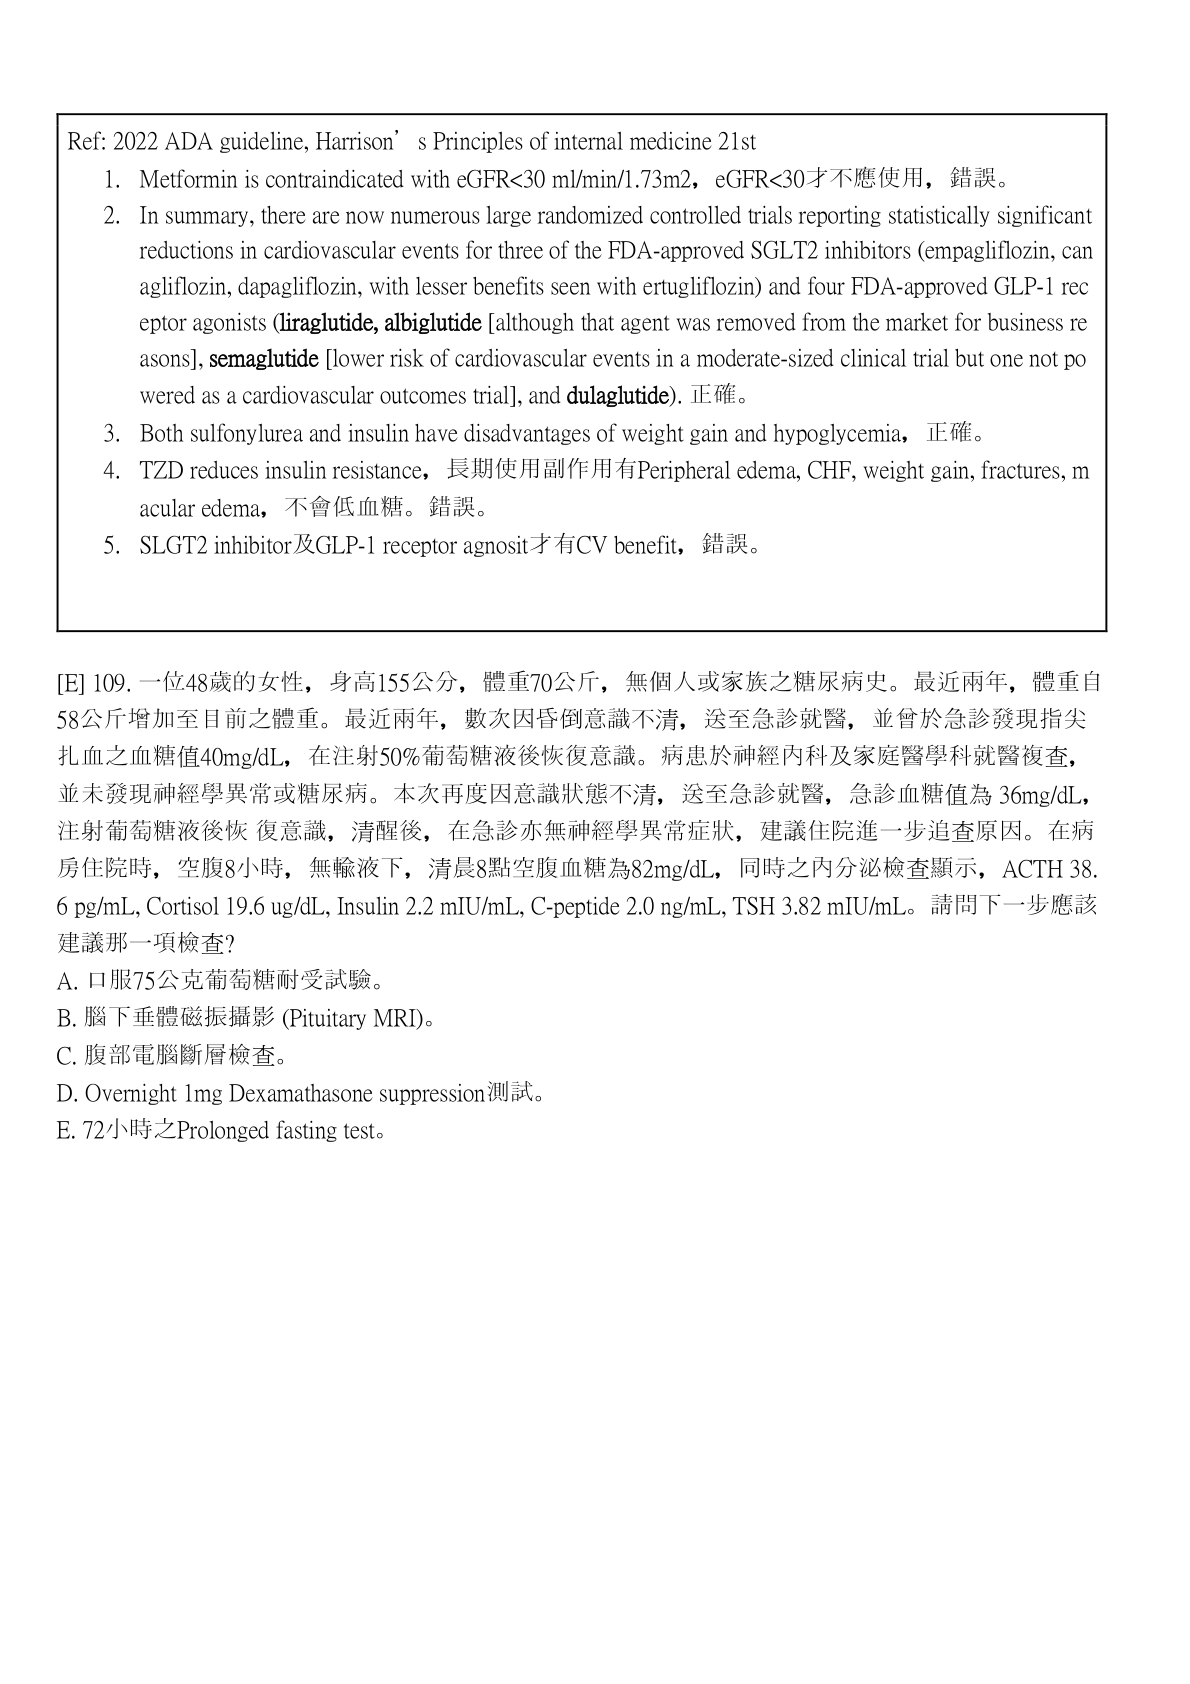 Ref: 2022 ADA guideline, Harrison’s Principles of internal medicine 21st
1. Metformin is contraindicated with eGFR<30 ml/min/1.73m2，eGFR<30才不應使用，錯誤。
2. In summary, there are now numerous large randomized controlled trials reporting statistically significant
reductions in cardiovascular events for three of the FDA-approved SGLT2 inhibitors (empagliflozin, can
agliflozin, dapagliflozin, with lesser benefits seen with ertugliflozin) and four FDA-approved GLP-1 rec
eptor agonists (liraglutide, albiglutide [although that agent was removed from the market for business re
asons], semaglutide [lower risk of cardiovascular events in a moderate-sized clinical trial but one not po
wered as a cardiovascular outcomes trial], and dulaglutide). 正確。
3. Both sulfonylurea and insulin have disadvantages of weight gain and hypoglycemia，正確。
4. TZD reduces insulin resistance，長期使用副作用有Peripheral edema, CHF, weight gain, fractures, m
acular edema，不會低血糖。錯誤。
5. SLGT2 inhibitor及GLP-1 receptor agnosit才有CV benefit，錯誤。
[E] 109. 一位48歲的女性，身高155公分，體重70公斤，無個人或家族之糖尿病史。最近兩年，體重自
58公斤增加至目前之體重。最近兩年，數次因昏倒意識不清，送至急診就醫，並曾於急診發現指尖
扎血之血糖值40mg/dL，在注射50%葡萄糖液後恢復意識。病患於神經內科及家庭醫學科就醫複查，
並未發現神經學異常或糖尿病。本次再度因意識狀態不清，送至急診就醫，急診血糖值為 36mg/dL，
注射葡萄糖液後恢 復意識，清醒後，在急診亦無神經學異常症狀，建議住院進一步追查原因。在病
房住院時，空腹8小時，無輸液下，清晨8點空腹血糖為82mg/dL，同時之內分泌檢查顯示，ACTH 38.
6 pg/mL, Cortisol 19.6 ug/dL, Insulin 2.2 mIU/mL, C-peptide 2.0 ng/mL, TSH 3.82 mIU/mL。請問下一步應該
建議那一項檢查?
A. 口服75公克葡萄糖耐受試驗。
B. 腦下垂體磁振攝影 (Pituitary MRI)。
C. 腹部電腦斷層檢查。
D. Overnight 1mg Dexamathasone suppression測試。
E. 72小時之Prolonged fasting test。